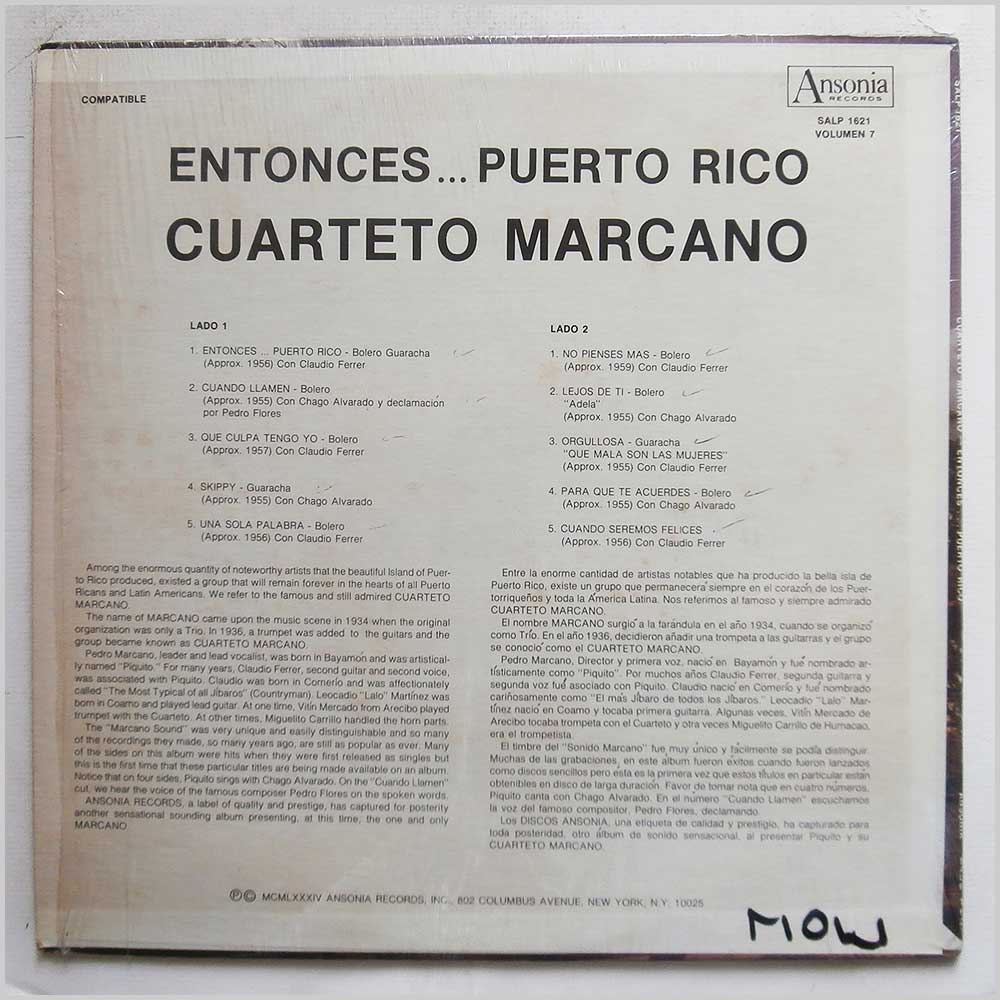 COMPATIBLE
Ansonia
RECORDS
SALP 1621
VOLUMEN 7
ENTONCES ... PUERTO RICO
CUARTETO MARCANO
LADO 1
1. ENTONCES ... PUERTO RICO - Bolero Guaracha
(Approx. 1956) Con Claudio Ferrer
2. CUANDO LLAMEN - Bolero
(Approx. 1955) Con Chago Alvarado y declamación
por Pedro Flores
3. QUE CULPA TENGO YO - Bolero
(Approx. 1957) Con Claudio Ferrer
4. SKIPPY - Guaracha
(Approx. 1955) Con Chago Alvarado
5. UNA SOLA PALABRA - Bolero
(Approx. 1956) Con Claudio Ferrer
LADO 2
1. NO PIENSES MAS - Bolero
(Approx. 1959) Con Claudio Ferrer
2. LEJOS DE TI - Bolero
"Adela"
(Approx. 1955) Con Chago Alvarado
3. ORGULLOSA - Guaracha
"QUE MALA SON LAS MUJERES"
(Approx. 1955) Con Claudio Ferrer
4. PARA QUE TE ACUERDES - Bolero
(Approx. 1955) Con Chago Alvarado
5. CUANDO SEREMOS FELICES -
(Approx. 1956) Con Claudio Ferrer
Among the enormous quantity of noteworthy artists that the beautiful Island of Puer-
to Rico produced, existed a group that will remain forever in the hearts of all Puerto
Ricans and Latin Americans. We refer to the famous and still admired CUARTETO
MARCANO.
The name of MARCANO came upon the music scene in 1934 when the original
organization was only a Trio. In 1936, a trumpet was added to the guitars and the
group became known as CUARTETO MARCANO.
Pedro Marcano, leader and lead vocalist, was born in Bayamón and was artistical-
ly named "Piquito." For many years, Claudio Ferrer, second guitar and second voice,
was associated with Piquito. Claudio was born in Comerío and was affectionately
called "The Most Typical of all Jíbaros" (Countryman). Leocadio "Lalo" Martínez was
born in Coamo and played lead guitar. At one time, Vitín Mercado from Arecibo played
trumpet with the Cuarteto. At other times, Miguelito Carrillo handled the horn parts.
The "Marcano Sound" was very unique and easily distinguishable and so many
of the recordings they made, so many years ago, are still as popular as ever. Many
of the sides on this album were hits when they were first released as singles but
this is the first time that these particular titles are being made available on an album.
Notice that on four sides, Piquito sings with Chago Alvarado. On the "Cuando Llamen"
cut, we hear the voice of the famous composer Pedro Flores on the spoken words.
ANSONIA RECORDS, a label of quality and prestige, has captured for posterity
another sensational sounding album presenting, at this time, the one and only
MARCANO
Entre la enorme cantidad de artistas notables que ha producido la bella isla de
Puerto Rico, existe un grupo que permanecerá siempre en el corazón de los Puer-
torriqueños y toda la America Latina. Nos referimos al famoso y siempre admirado
CUARTETO MARCANO.
El nombre MARCANO surgió a la farándula en el año 1934, cuando se organizó
como Trío. En el año 1936, decidieron añadir una trompeta a las guitarras y el grupo
se conoció como el CUARTETO MARCANO.
Pedro Marcano, Director y primera voz, nació en Bayamón y fué nombrado ar-
tísticamente como "Piquito". Por muchos años Claudio Ferrer, segunda guitarra y
segunda voz fué asociado con Piquito. Claudio nació en Comerío y fué nombrado
cariñosamente como "El más Jíbaro de todos los Jíbaros." Leocadio "Lalo" Mar-
tínez nació en Coamo y tocaba primera guitarra. Algunas veces, Vitín Mercado de
Arecibo tocaba trompeta con el Cuarteto y otra veces Miguelito Carrillo de Humacao,
era el trompetista.
El timbre del "Sonido Marcano" fue muy único y fácilmente se podía distinguir.
Muchas de las grabaciones, en este album fueron éxitos cuando fueron lanzados
como discos sencillos pero esta es la primera vez que estos títulos en particular están
obtenibles en disco de larga duración. Favor de tomar nota que en cuatro números,
Piquito canta con Chago Alvarado. En el número "Cuando Llamen" escuchamos
la voz del famoso compositor, Pedro Flores, declamando.
Los DISCOS ANSONIA, una etiqueta de calidad y prestigio, ha capturado para
toda posteridad, otro álbum de sonido sensacional, al presentar Piquito y su
CUARTETO MARCANO.
℗© MCMLXXXIV ANSONIA RECORDS, INC., 802 COLUMBUS AVENUE, NEW YORK, N.Y. 10025
MOW